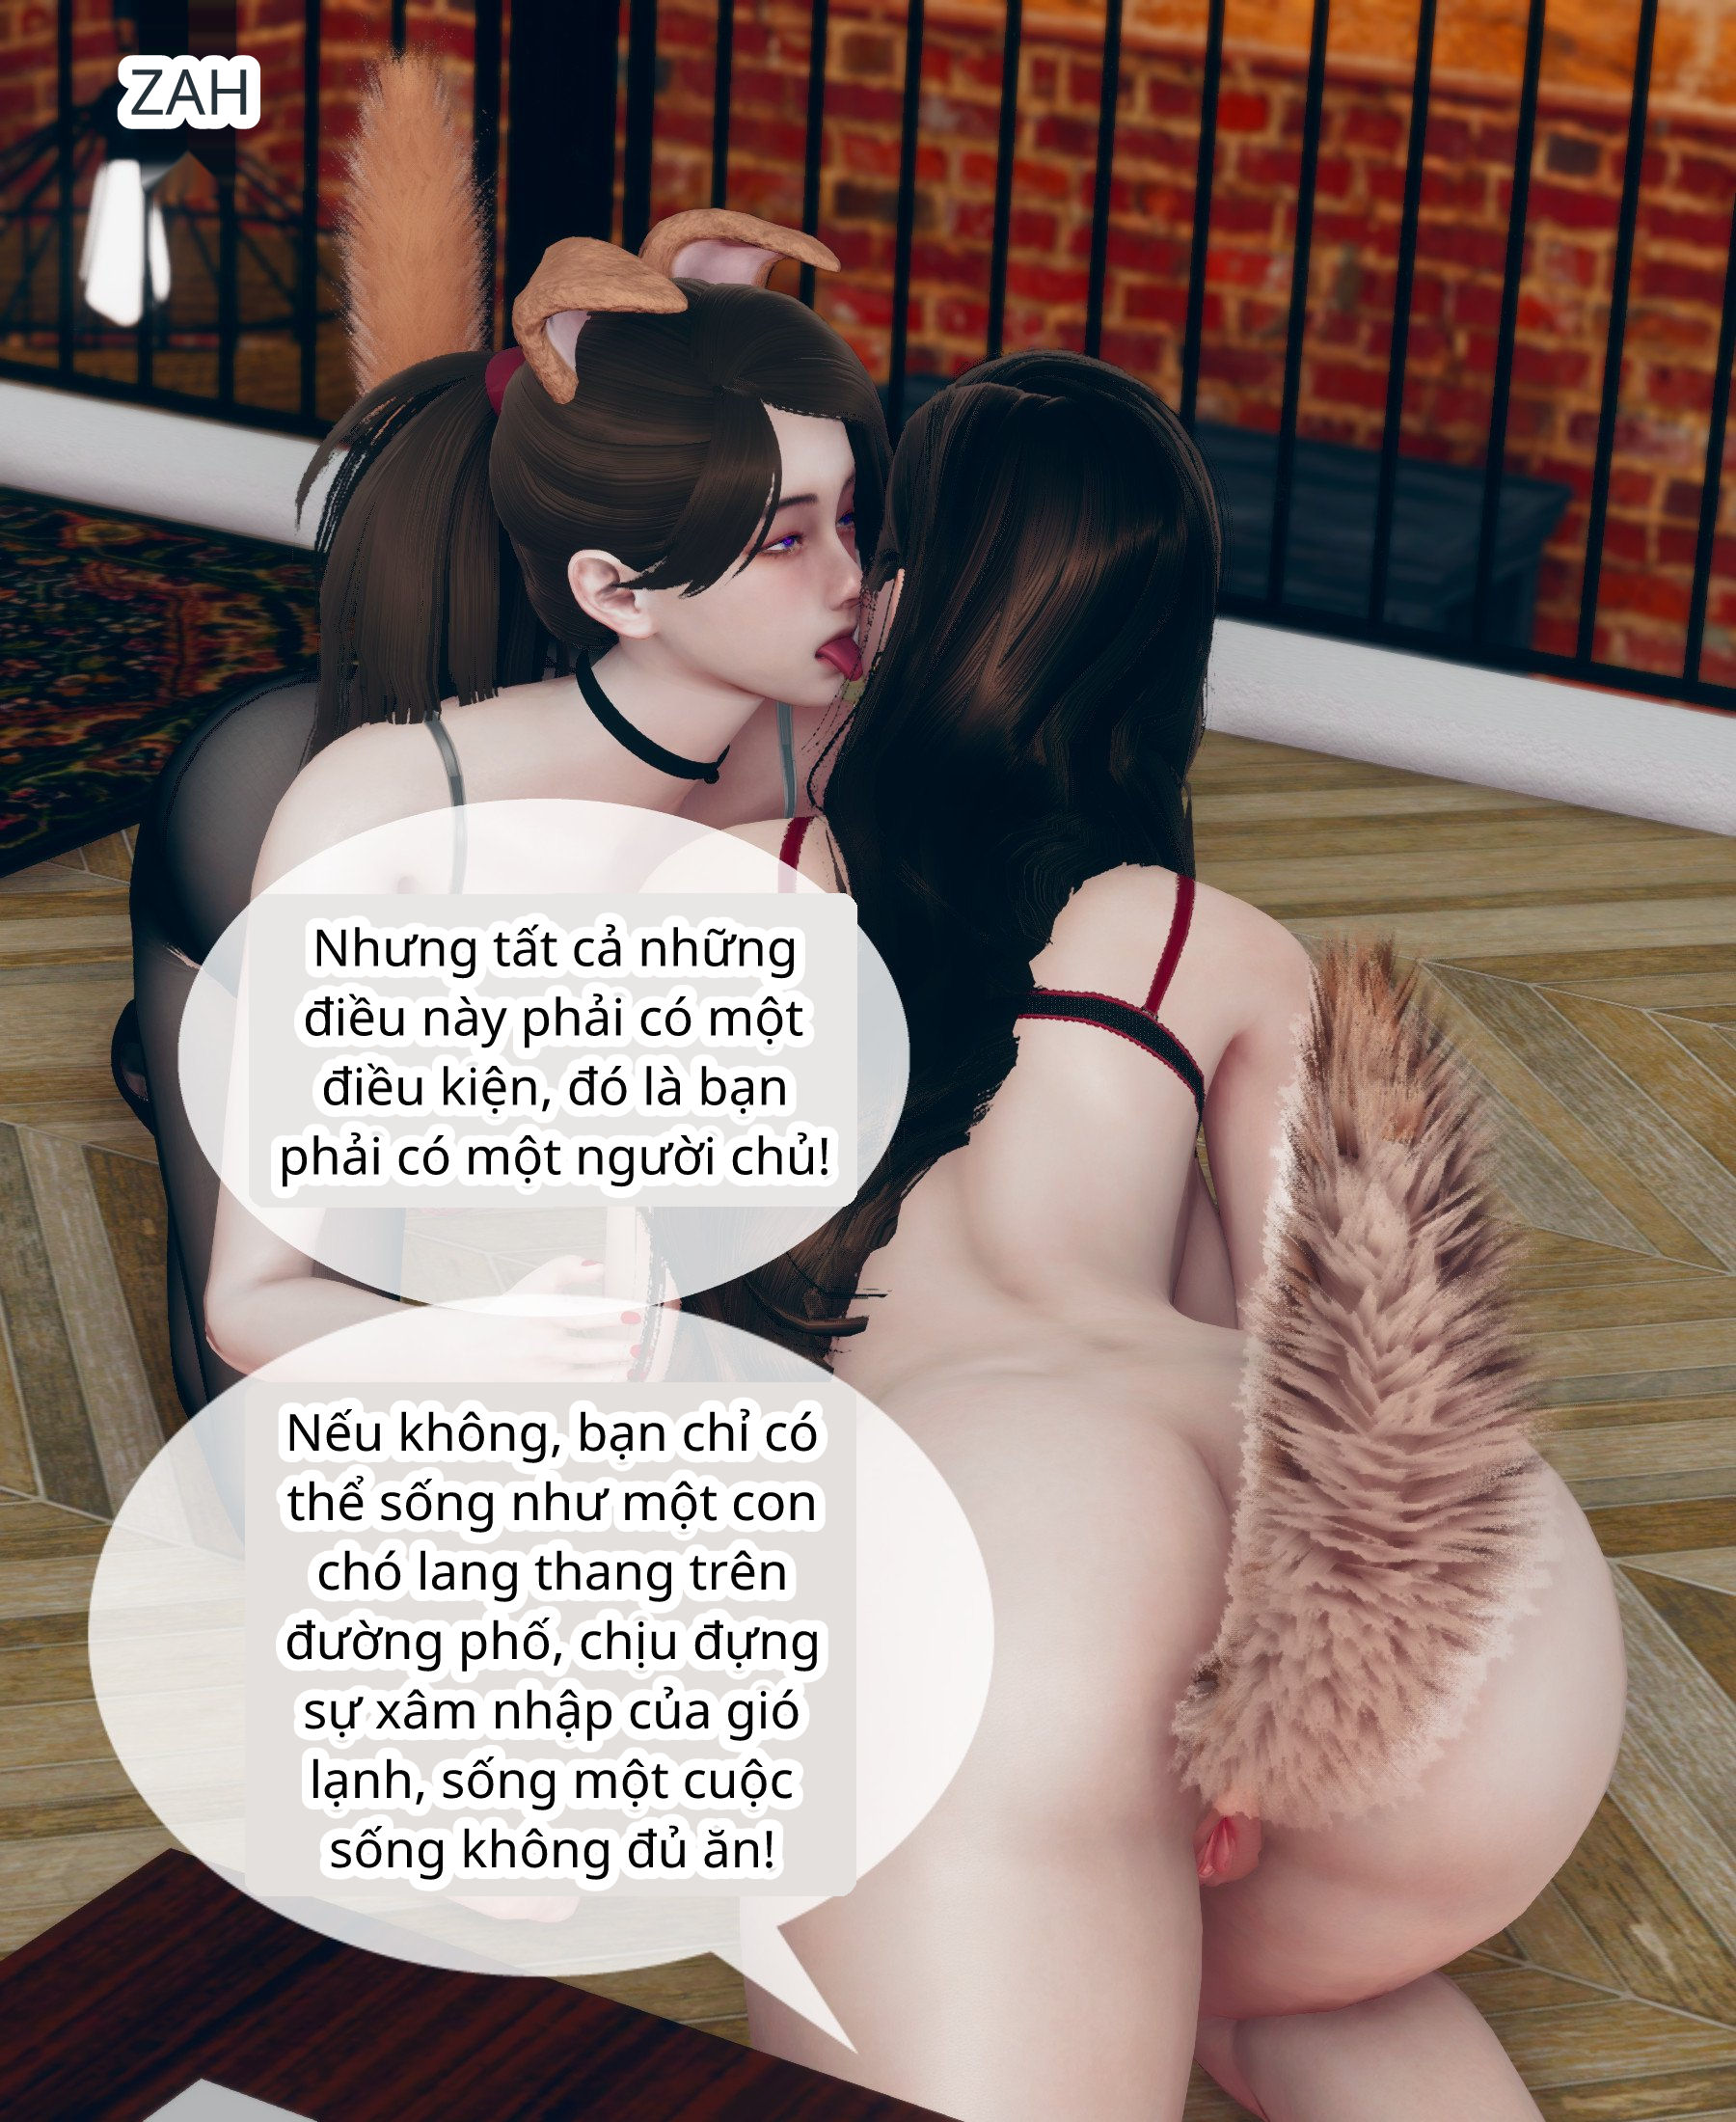 ZAH
Nhưng tất cả những
điều này phải có một
điều kiện, đó là bạn
phải có một người chủ!
Nếu không, bạn chỉ có
thể sống như một con
chó lang thang trên
đường phố, chịu đựng
sự xâm nhập của gió
lạnh, sống một cuộc
sống không đủ ăn!